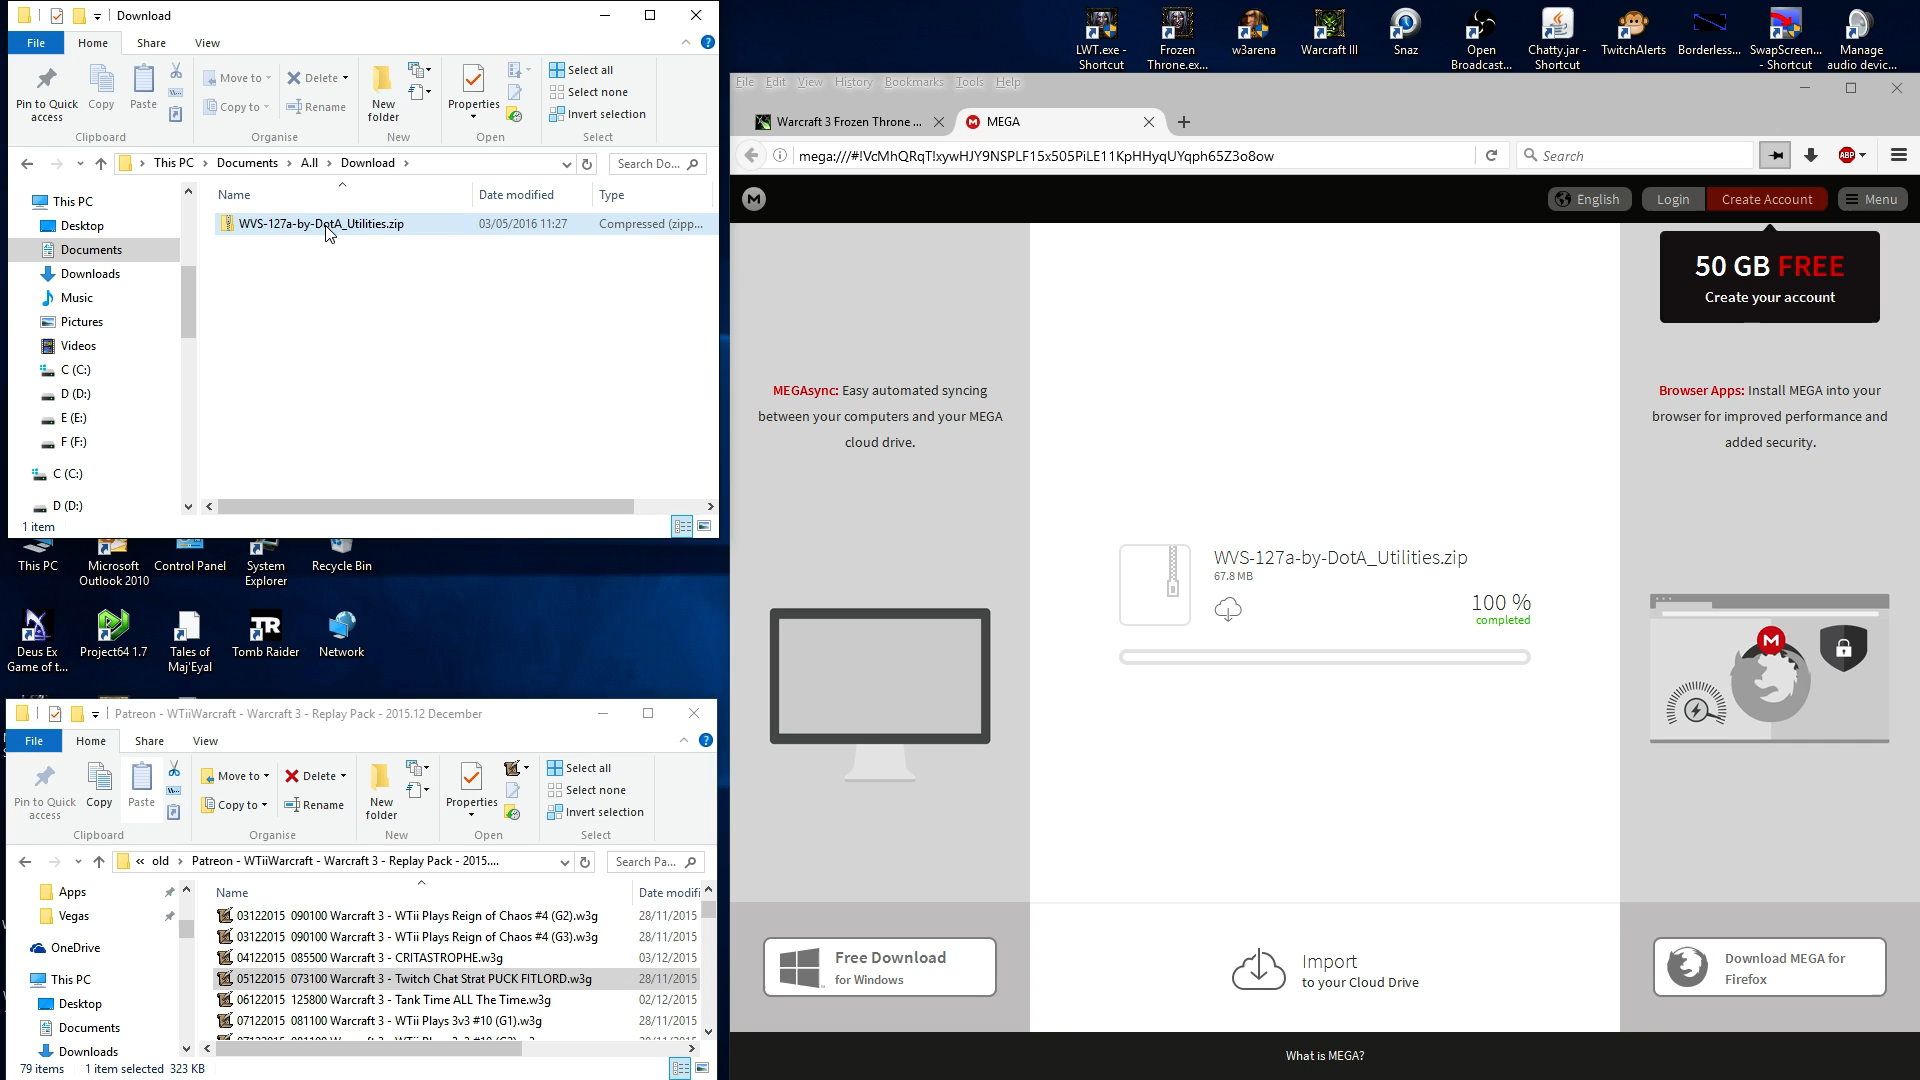 Download
File
Home
Share
View
Pin to Quick access
Copy
Paste
Move to
Copy to
Delete
Rename
New folder
Properties
Select all
Select none
Invert selection
Clipboard
Organise
New
Open
Select
This PC
Documents
A.ll
Download
Search Do...
Name
Date modified
Type
This PC
Desktop
Documents
Downloads
Music
Pictures
Videos
C (C:)
D (D:)
E (E:)
F (F:)
C (C:)
D (D:)
WVS-127a-by-DotA_Utilities.zip
03/05/2016 11:27
Compressed (zipp...
1 item
This PC
Microsoft Outlook 2010
Control Panel
System Explorer
Recycle Bin
Deus Ex Game of t...
Project64 1.7
Tales of Maj'Eyal
Tomb Raider
Network
Patreon - WTiiWarcraft - Warcraft 3 - Replay Pack - 2015.12 December
File
Home
Share
View
Pin to Quick access
Copy
Paste
Move to
Copy to
Delete
Rename
New folder
Properties
Select all
Select none
Invert selection
Clipboard
Organise
New
Open
Select
« old
Patreon - WTiiWarcraft - Warcraft 3 - Replay Pack - 2015....
Search Pa...
Name
Date modifi
Apps
Vegas
OneDrive
This PC
Desktop
Documents
Downloads
03122015 090100 Warcraft 3 - WTii Plays Reign of Chaos #4 (G2).w3g 28/11/2015
03122015 090100 Warcraft 3 - WTii Plays Reign of Chaos #4 (G3).w3g 28/11/2015
04122015 085500 Warcraft 3 - CRITASTROPHE.w3g 03/12/2015
05122015 073100 Warcraft 3 - Twitch Chat Strat PUCK FITLORD.w3g 28/11/2015
06122015 125800 Warcraft 3 - Tank Time ALL The Time.w3g 02/12/2015
07122015 081100 Warcraft 3 - WTii Plays 3v3 #10 (G1).w3g 28/11/2015
79 items
1 item selected 323 KB
LWT.exe - Shortcut
Frozen Throne.ex...
w3arena
Warcraft III
Snaz
Open Broadcast...
Chatty.jar - Shortcut
TwitchAlerts
Borderless...
SwapScreen... - Shortcut
Manage audio devic...
File Edit View History Bookmarks Tools Help
Warcraft 3 Frozen Throne ...
MEGA
mega:///#!VcMhQRqT!xywHJY9NSPLF15x505PiLE11KpHHyqUYqph65Z3o8ow
Search
ABP
M
English
Login
Create Account
Menu
50 GB FREE
Create your account
MEGAsync: Easy automated syncing
between your computers and your MEGA
cloud drive.
Browser Apps: Install MEGA into your
browser for improved performance and
added security.
WVS-127a-by-DotA_Utilities.zip
67.8 MB
100 %
completed
M
Free Download
for Windows
Import
to your Cloud Drive
Download MEGA for
Firefox
What is MEGA?